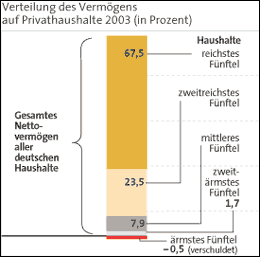 Verteilung des Vermögens
auf Privathaushalte 2003 (in Prozent)
Haushalte
67,5
reichstes
Fünftel
zweitreichstes
Fünftel
Gesamtes
Netto-
vermögen
aller
deutschen
Haushalte
mittleres
Fünftel
23,5
zweit-
ärmstes
Fünftel
1,7
7,9
ärmstes Fünftel
– 0,5 (verschuldet)